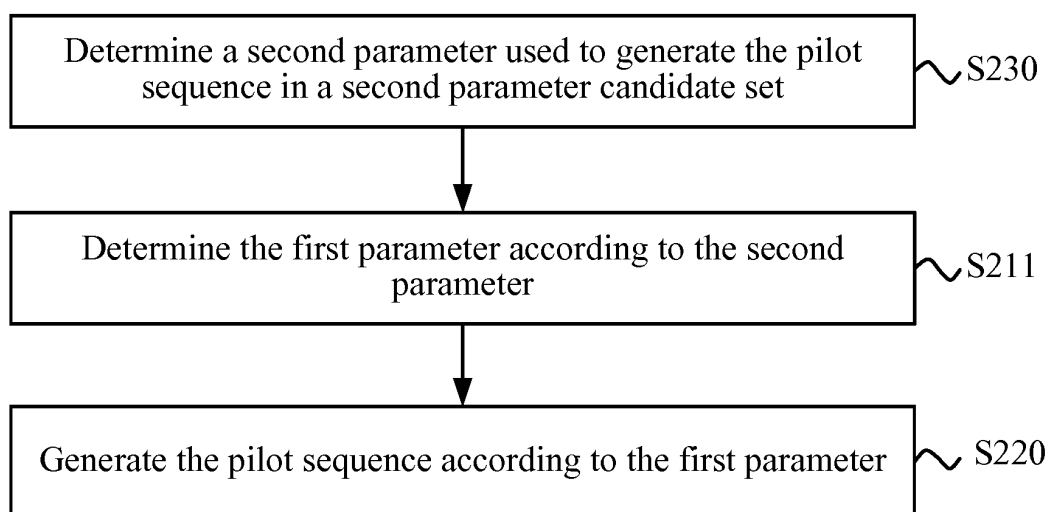 Determine a second parameter used to generate the pilot
sequence in a second parameter candidate set
S230
Determine the first parameter according to the second
parameter
S211
Generate the pilot sequence according to the first parameter
S220